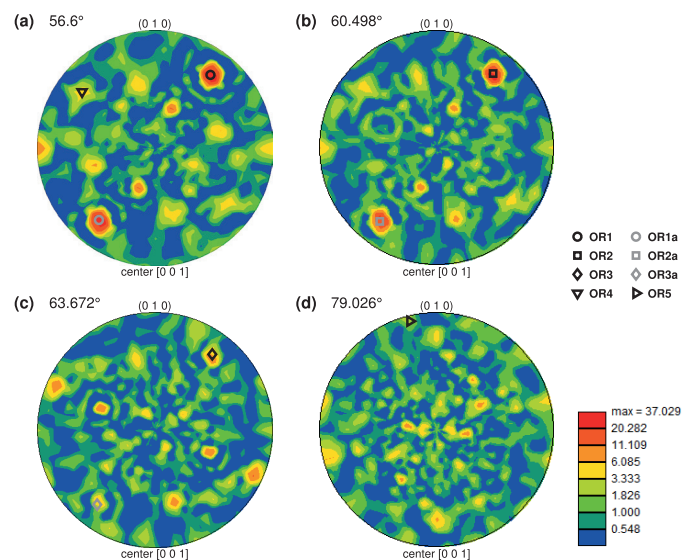 (a) 56.6° (0 1 0)
(b) 60.498° (0 1 0)
center [0 0 1]
center [0 0 1]
OR1 OR1a
OR2 OR2a
OR3 OR3a
OR4 OR5
(c) 63.672° (0 1 0)
(d) 79.026° (0 1 0)
center [0 0 1]
center [0 0 1]
max = 37.029
20.282
11.109
6.085
3.333
1.826
1.000
0.548